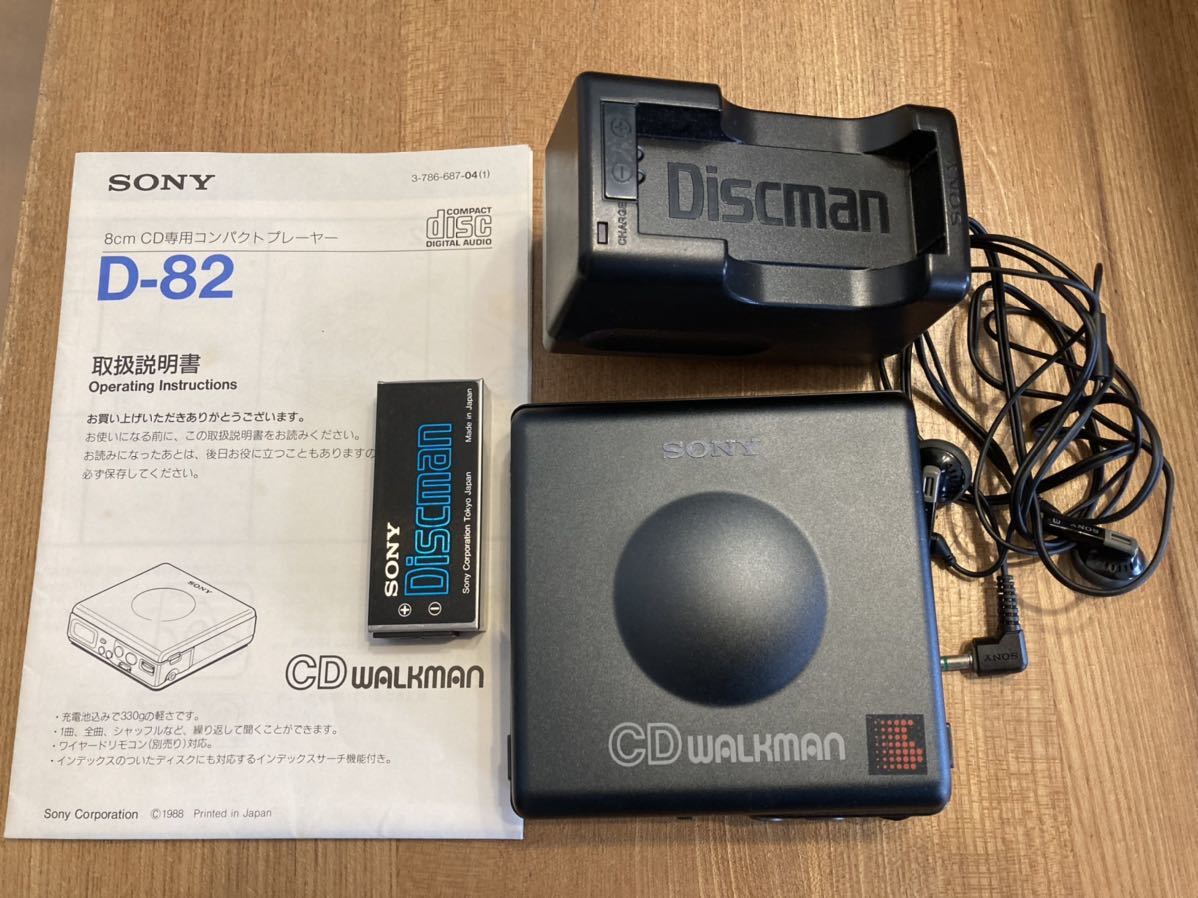 SONY
3-786-687-04(1)
COMPACT
disc
DIGITAL AUDIO
8cm CD専用コンパクトプレーヤー
D-82
取扱説明書
Operating Instructions
お買い上げいただきありがとうございます。
お使いになる前に、この取扱説明書をお読みください。
お読みになったあとは、後日お役に立つこともありますの
必ず保存してください。
SONY
CD WALKMAN
・充電池込みで330gの軽さです。
・1曲、全曲、シャッフルなど、繰り返して聞くことができます。
・ワイヤードリモコン(別売り)対応。
・インデックスのついたディスクにも対応するインデックスサーチ機能付き。
Sony Corporation ©1988 Printed in Japan
SONY
Discman
Sony Corporation Tokyo Japan Made in Japan
Discman
CHARGE
SONY
SONY
CD WALKMAN
SONY
SONY